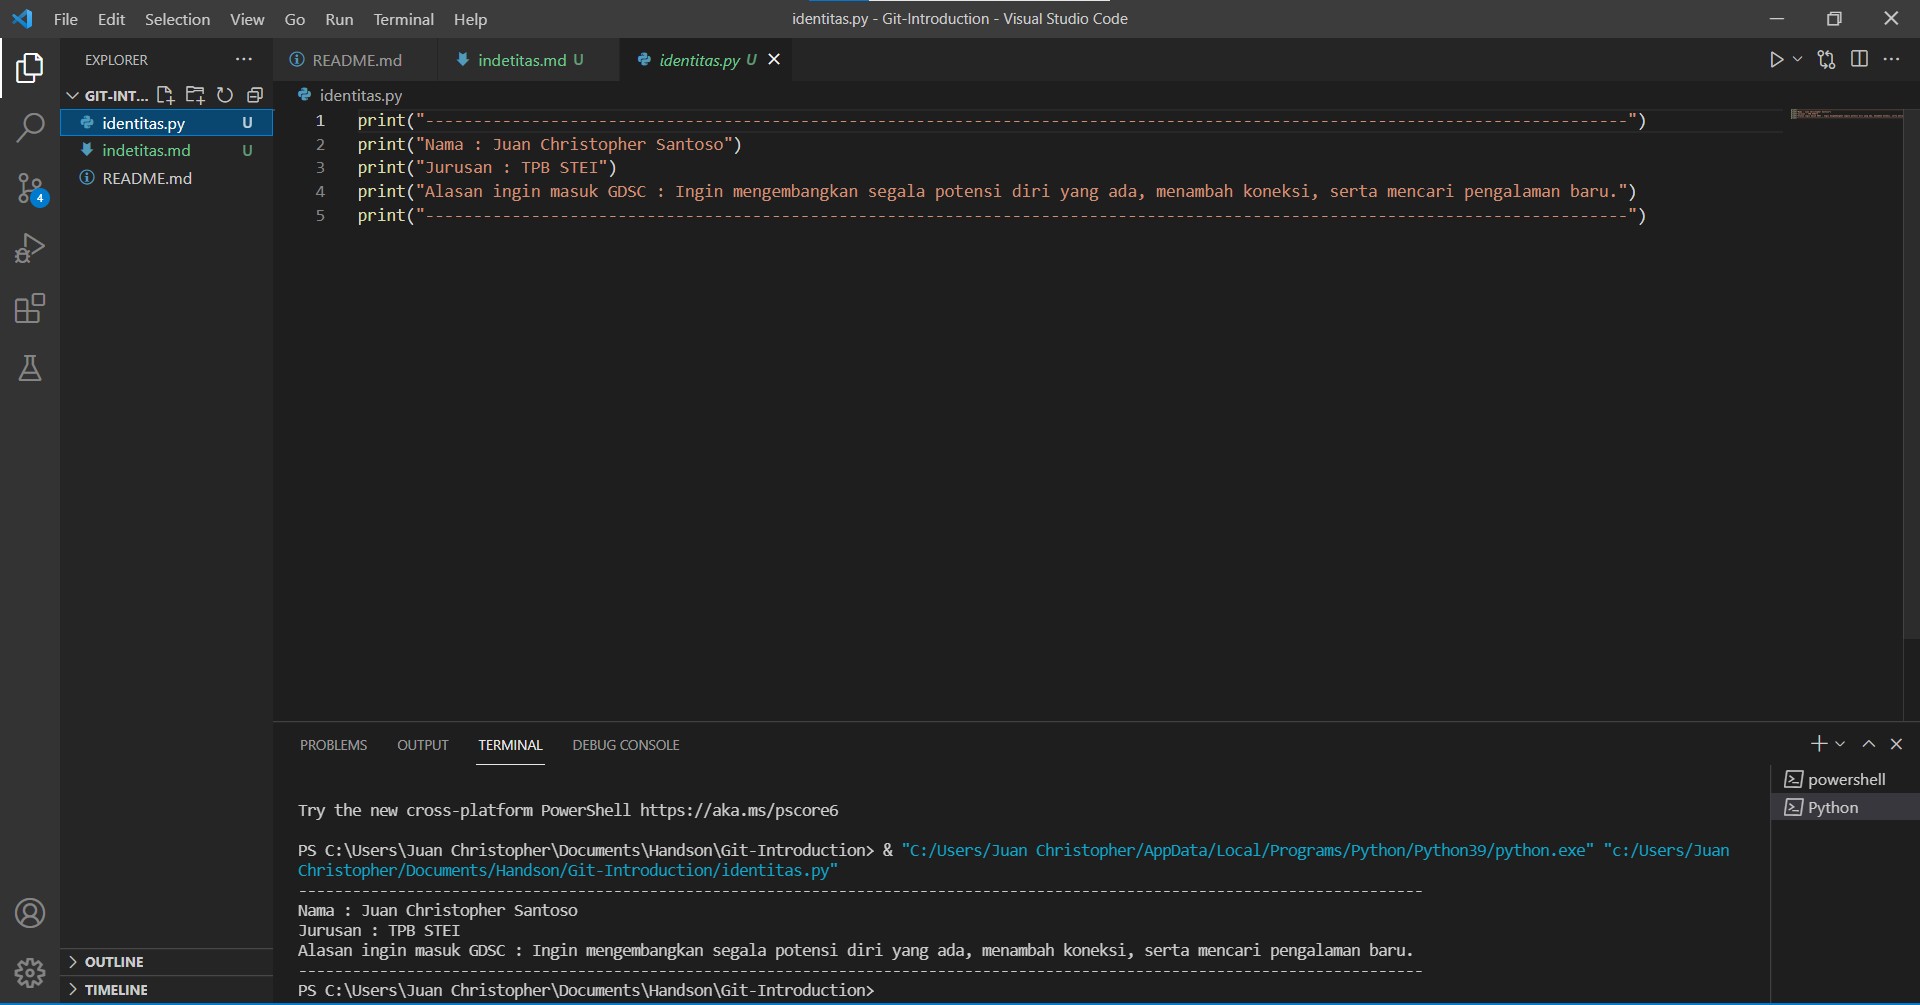 File Edit Selection View Go Run Terminal Help
identitas.py - Git-Introduction - Visual Studio Code
EXPLORER
README.md
indetitas.md U
identitas.py U
GIT-INT...
identitas.py U
indetitas.md U
README.md
4
identitas.py
1 print("-----------------------------------------------------------------------------------------------------------------------------")
2 print("Nama : Juan Christopher Santoso")
3 print("Jurusan : TPB STEI")
4 print("Alasan ingin masuk GDSC : Ingin mengembangkan segala potensi diri yang ada, menambah koneksi, serta mencari pengalaman baru.")
5 print("-----------------------------------------------------------------------------------------------------------------------------")
PROBLEMS OUTPUT TERMINAL DEBUG CONSOLE
powershell
Python
Try the new cross-platform PowerShell https://aka.ms/pscore6
PS C:\Users\Juan Christopher\Documents\Handson\Git-Introduction> & "C:/Users/Juan Christopher/AppData/Local/Programs/Python/Python39/python.exe" "c:/Users/Juan
Christopher/Documents/Handson/Git-Introduction/identitas.py"
-----------------------------------------------------------------------------------------------------------------------------
Nama : Juan Christopher Santoso
Jurusan : TPB STEI
Alasan ingin masuk GDSC : Ingin mengembangkan segala potensi diri yang ada, menambah koneksi, serta mencari pengalaman baru.
-----------------------------------------------------------------------------------------------------------------------------
PS C:\Users\Juan Christopher\Documents\Handson\Git-Introduction>
OUTLINE
TIMELINE